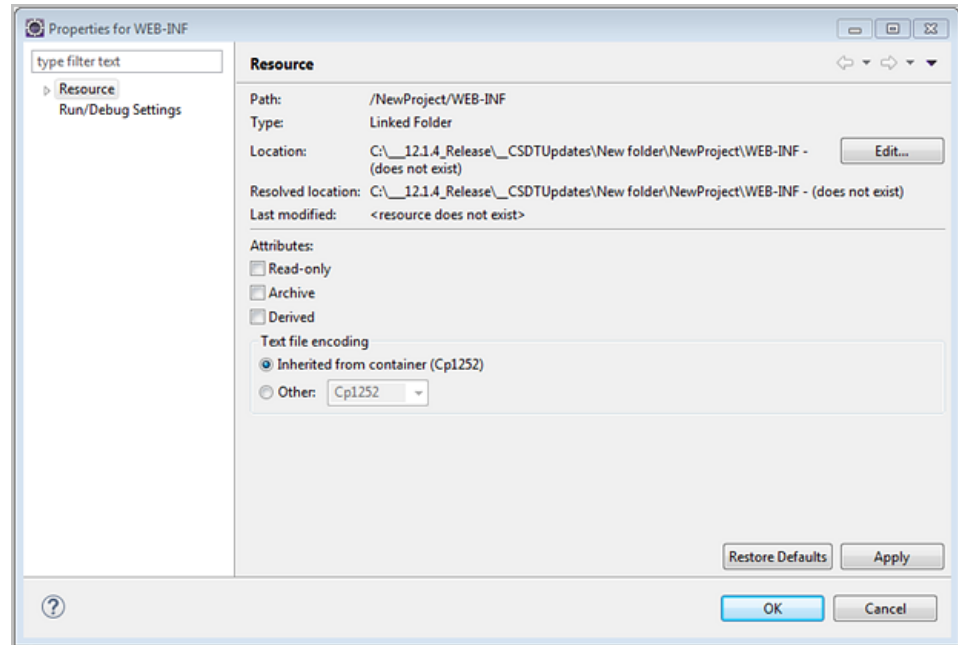 Properties for WEB-INF
type filter text
Resource
Run/Debug Settings
Resource
Path: /NewProject/WEB-INF
Type: Linked Folder
Location: C:\__12.1.4_Release\_CSDTUpdates\New folder\NewProject\WEB-INF -
(does not exist)
Edit...
Resolved location: C:\__12.1.4_Release\_CSDTUpdates\New folder\NewProject\WEB-INF - (does not exist)
Last modified: <resource does not exist>
Attributes:
Read-only
Archive
Derived
Text file encoding
Inherited from container (Cp1252)
Other: Cp1252
Restore Defaults Apply
? OK Cancel